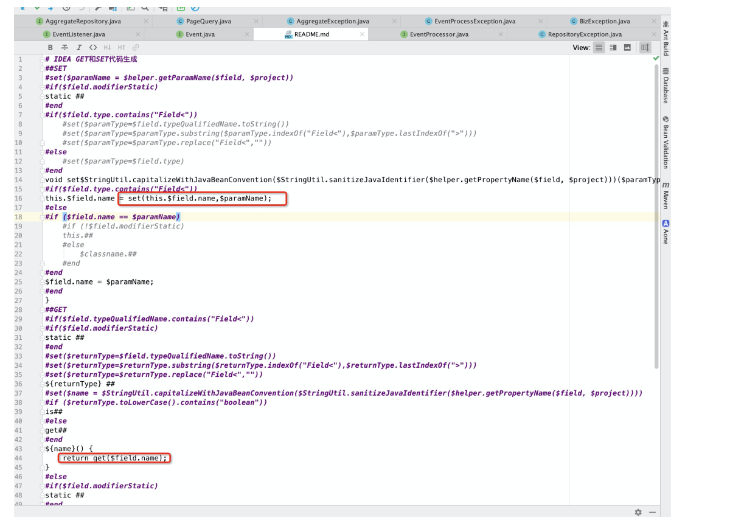 AggregateRepository.java
PageQuery.java
AggregateException.java
EventProcessException.java
BizException.java
EventListener.java
Event.java
README.md
EventProcessor.java
RepositoryException.java
B I <> H↓ H↑
View:
1 # IDEA GET和SET代码生成
2 ##SET
3 #set($paramName = $helper.getParamName($field, $project))
4 #if($field.modifierStatic)
5 static ##
6 #end
7 #if($field.type.contains("Field<"))
8 #set($paramType=$field.typeQualifiedName.toString())
9 #set($paramType=$paramType.substring($paramType.indexOf("Field<"),$paramType.lastIndexOf(">")))
10 #set($paramType=$paramType.replace("Field<",""))
11 #else
12 #set($paramType=$field.type)
13 #end
14 void set$StringUtil.capitalizeWithJavaBeanConvention($StringUtil.sanitizeJavaIdentifier($helper.getPropertyName($field, $project)))($paramTyp
15 #if($field.type.contains("Field<"))
16 this.$field.name = set(this.$field.name,$paramName);
17 #else
18 #if ($field.name == $paramName)
19 #if (!$field.modifierStatic)
20 this.##
21 #else
22 $classname.##
23 #end
24 #end
25 $field.name = $paramName;
26 #end
27 }
28 ##GET
29 #if($field.typeQualifiedName.contains("Field<"))
30 #if($field.modifierStatic)
31 static ##
32 #end
33 #set($returnType=$field.typeQualifiedName.toString())
34 #set($returnType=$returnType.substring($returnType.indexOf("Field<"),$returnType.lastIndexOf(">")))
35 #set($returnType=$returnType.replace("Field<",""))
36 ${returnType} ##
37 #set($name = $StringUtil.capitalizeWithJavaBeanConvention($StringUtil.sanitizeJavaIdentifier($helper.getPropertyName($field, $project))))
38 #if ($returnType.toLowerCase().contains("boolean"))
39 is##
40 #else
41 get##
42 #end
43 ${name}() {
44 return get($field.name);
45 }
46 #else
47 #if($field.modifierStatic)
48 static ##
49 #end
Ant Build
Database
Bean Validation
Maven